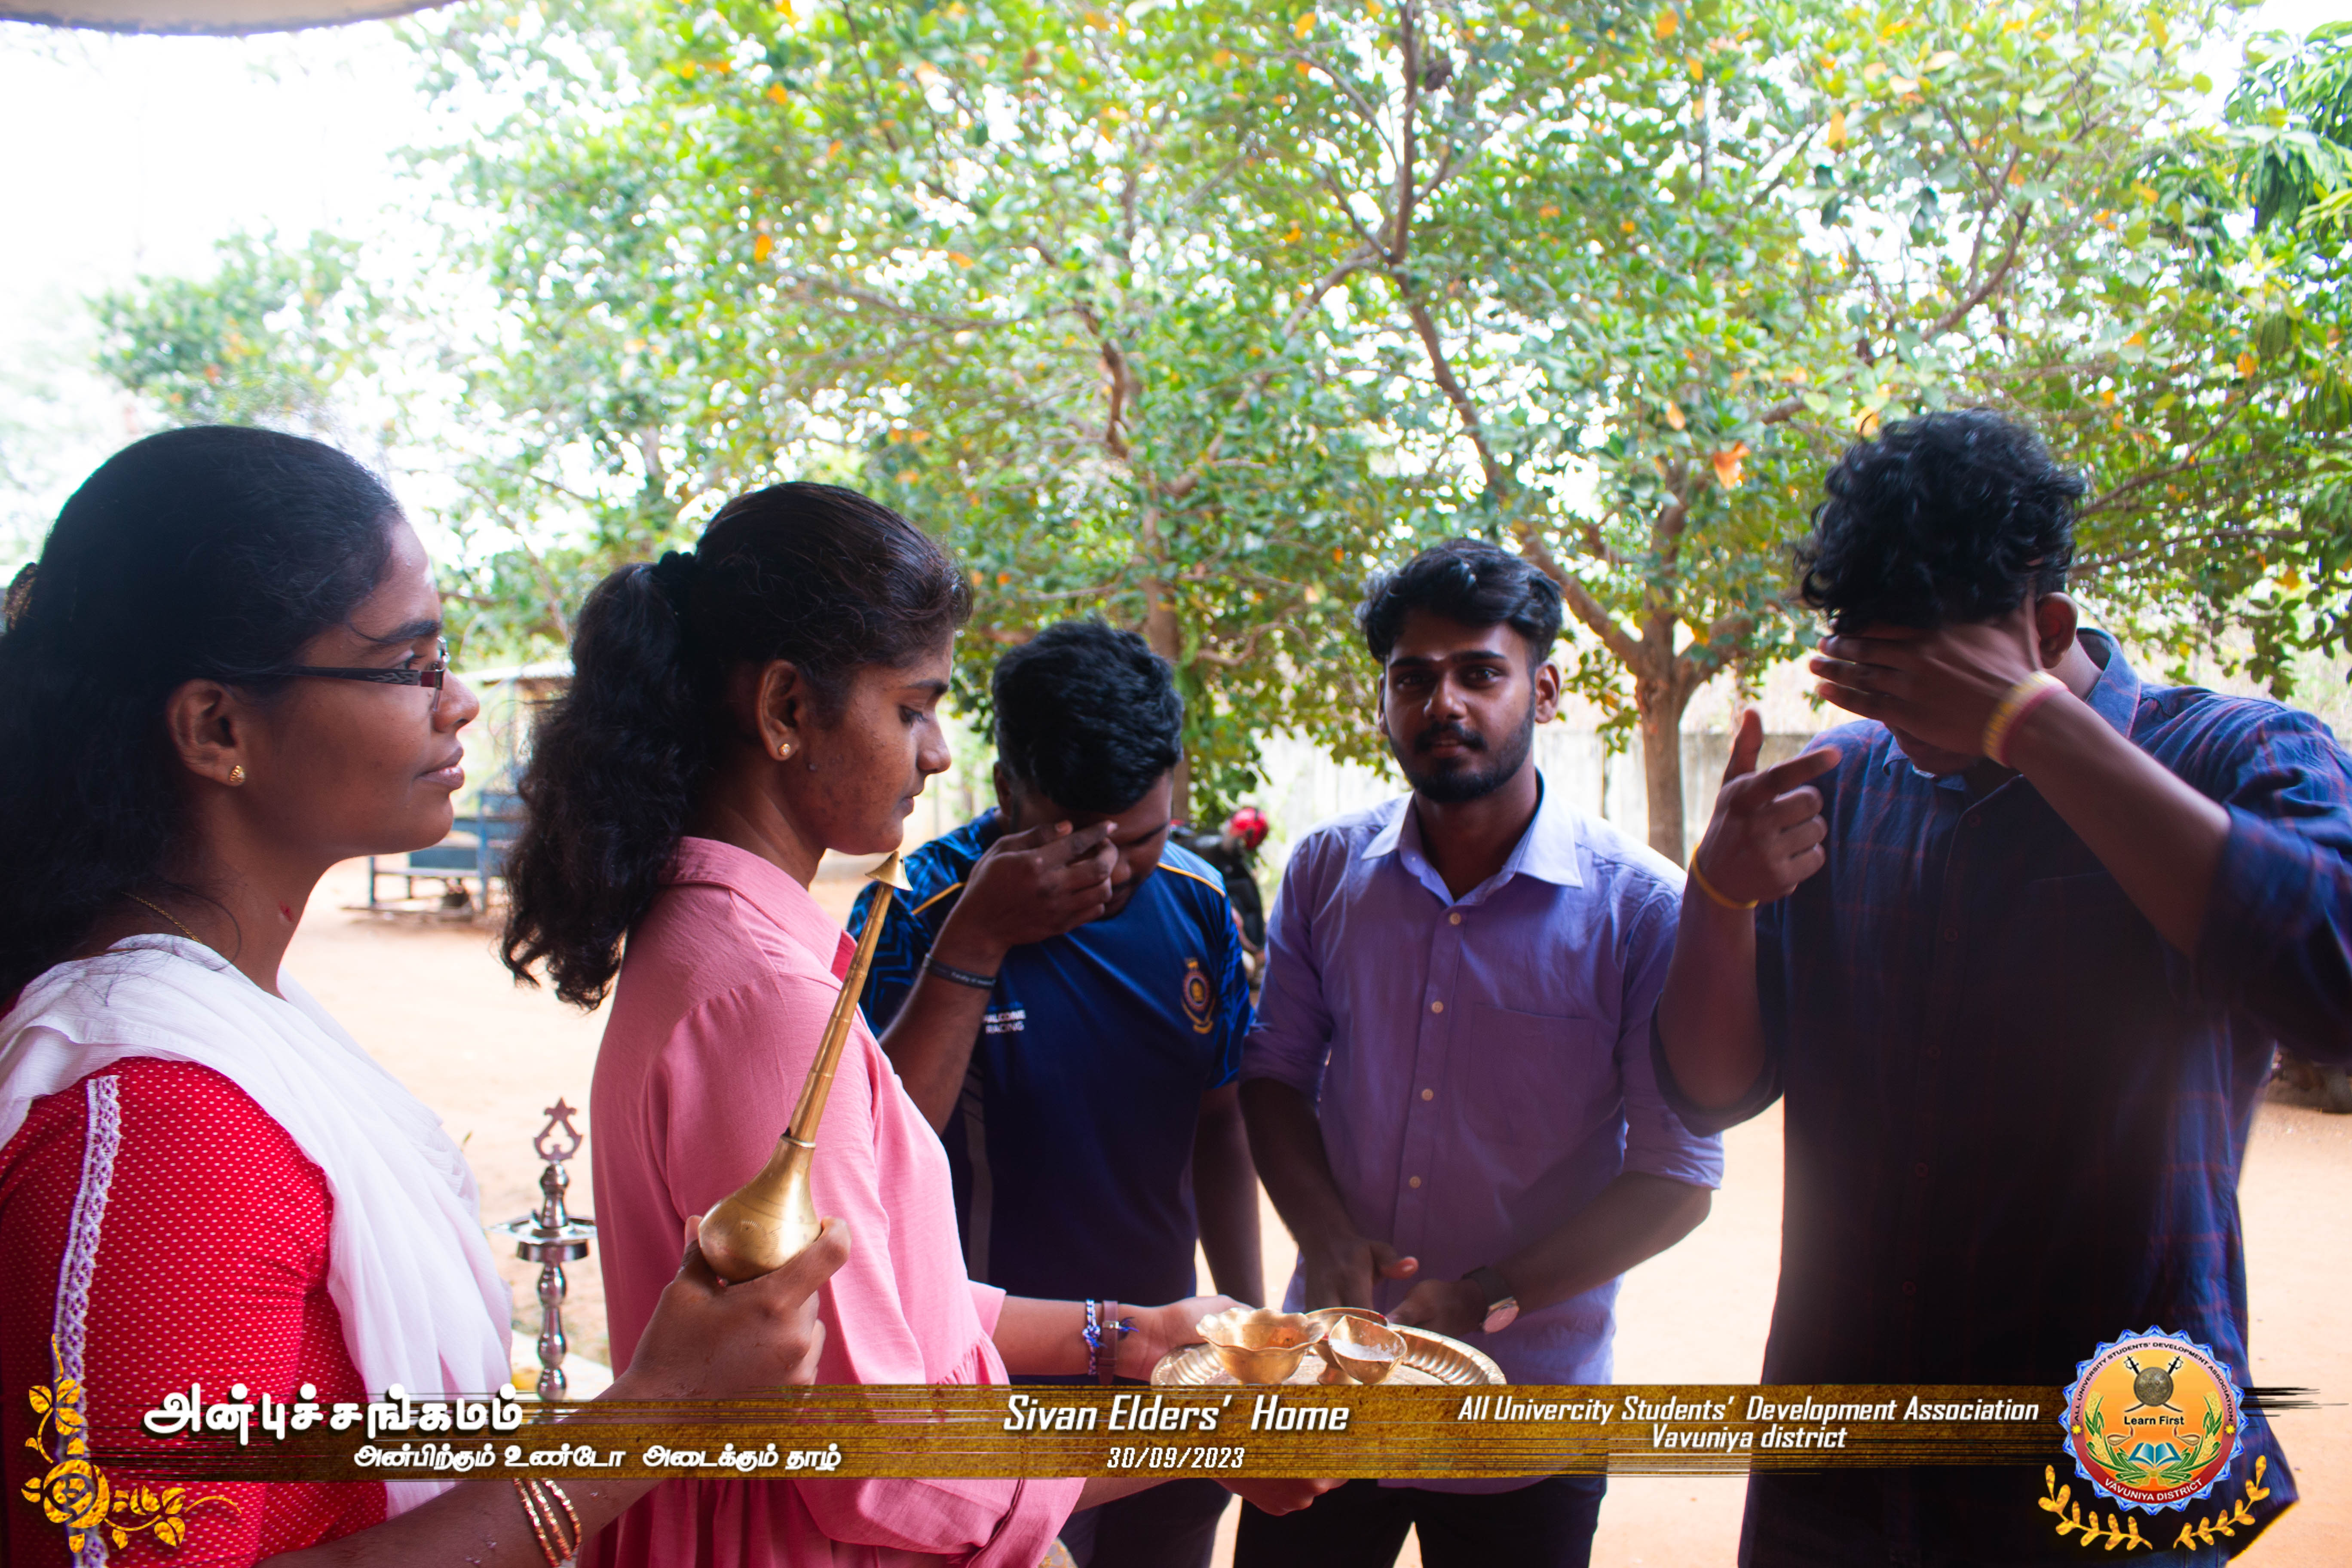 அன்புச்சங்கமம்
அன்பிற்கும் உண்டோ அடைக்கும் தாழ்
Sivan Elders' Home
30/09/2023
All Univercity Students' Development Association
Vavuniya district
ALL UNIVERSITY STUDENTS' DEVELOPMENT ASSOCIATION
Learn First
VAVUNIYA DISTRICT
RACING